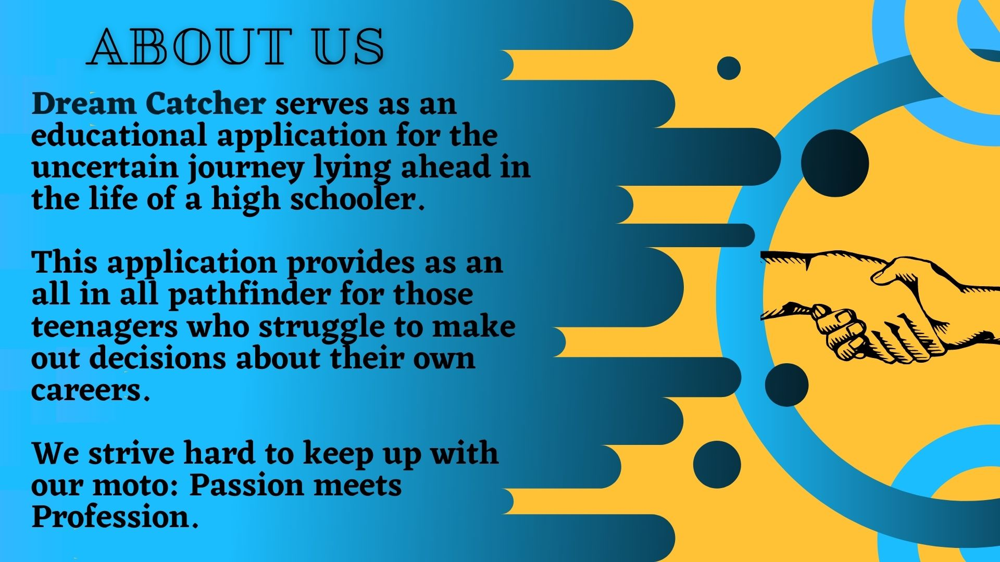 ABOUT US
Dream Catcher serves as an
educational application for the
uncertain journey lying ahead in
the life of a high schooler.
This application provides as an
all in all pathfinder for those
teenagers who struggle to make
out decisions about their own
careers.
We strive hard to keep up with
our moto: Passion meets
Profession.